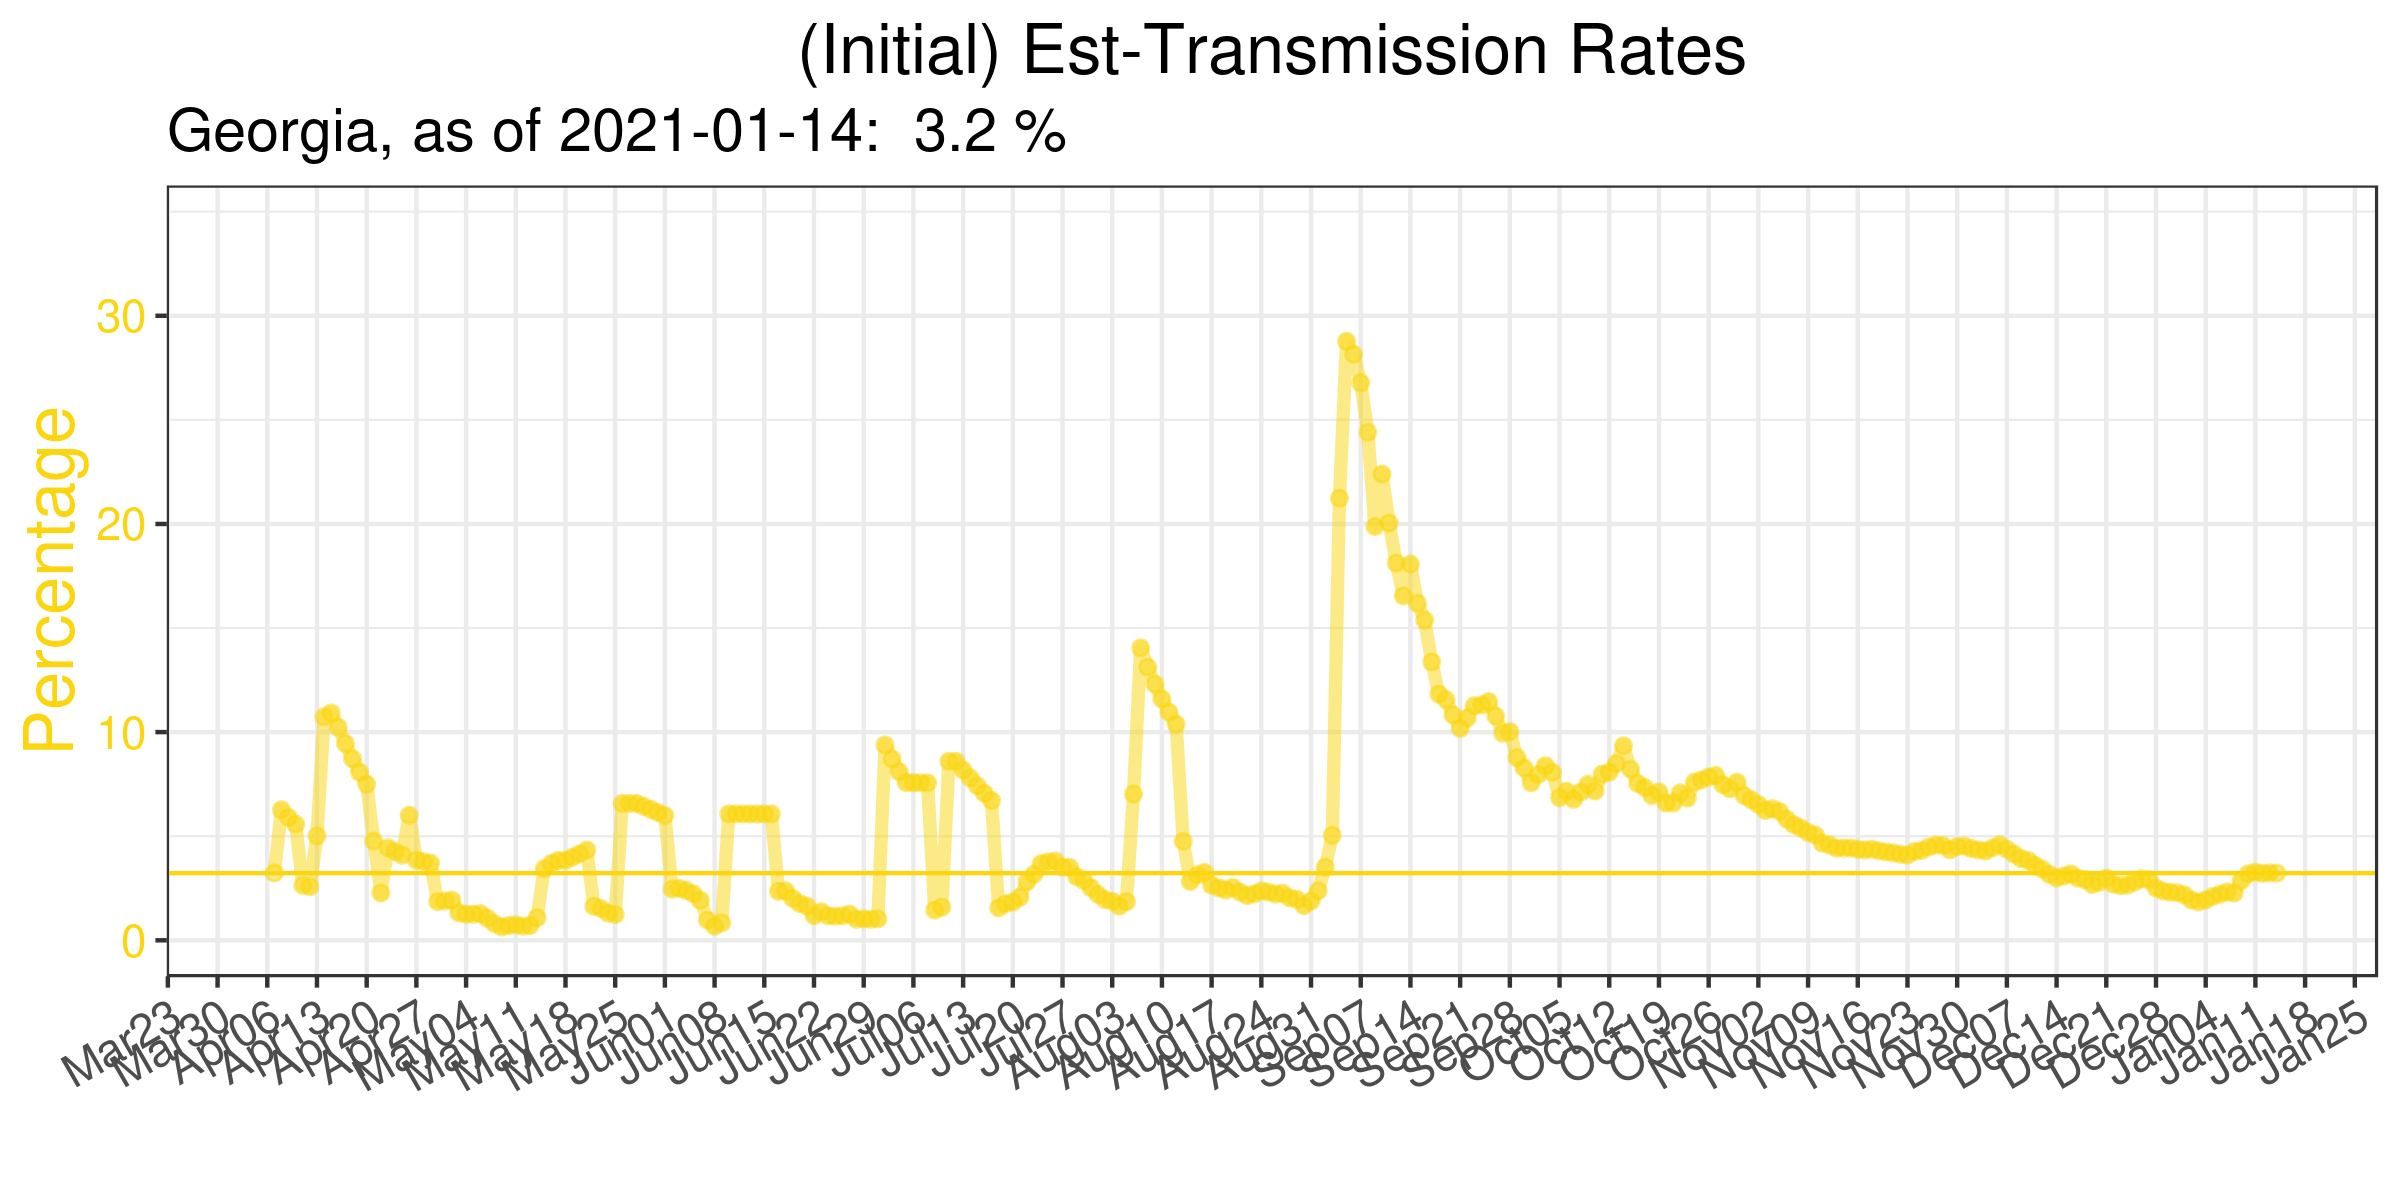 (Initial) Est-Transmission Rates
Georgia, as of 2021-01-14:  3.2 %
Percentage
30
20
10
0
Mar23
Mar30
Apr06
Apr13
Apr20
Apr27
May04
May11
May18
May25
Jun01
Jun08
Jun15
Jun22
Jun29
Jul06
Jul13
Jul20
Jul27
Aug03
Aug10
Aug17
Aug24
Aug31
Sep07
Sep14
Sep21
Sep28
Oct05
Oct12
Oct19
Oct26
Nov02
Nov09
Nov16
Nov23
Nov30
Dec07
Dec14
Dec21
Dec28
Jan04
Jan11
Jan18
Jan25